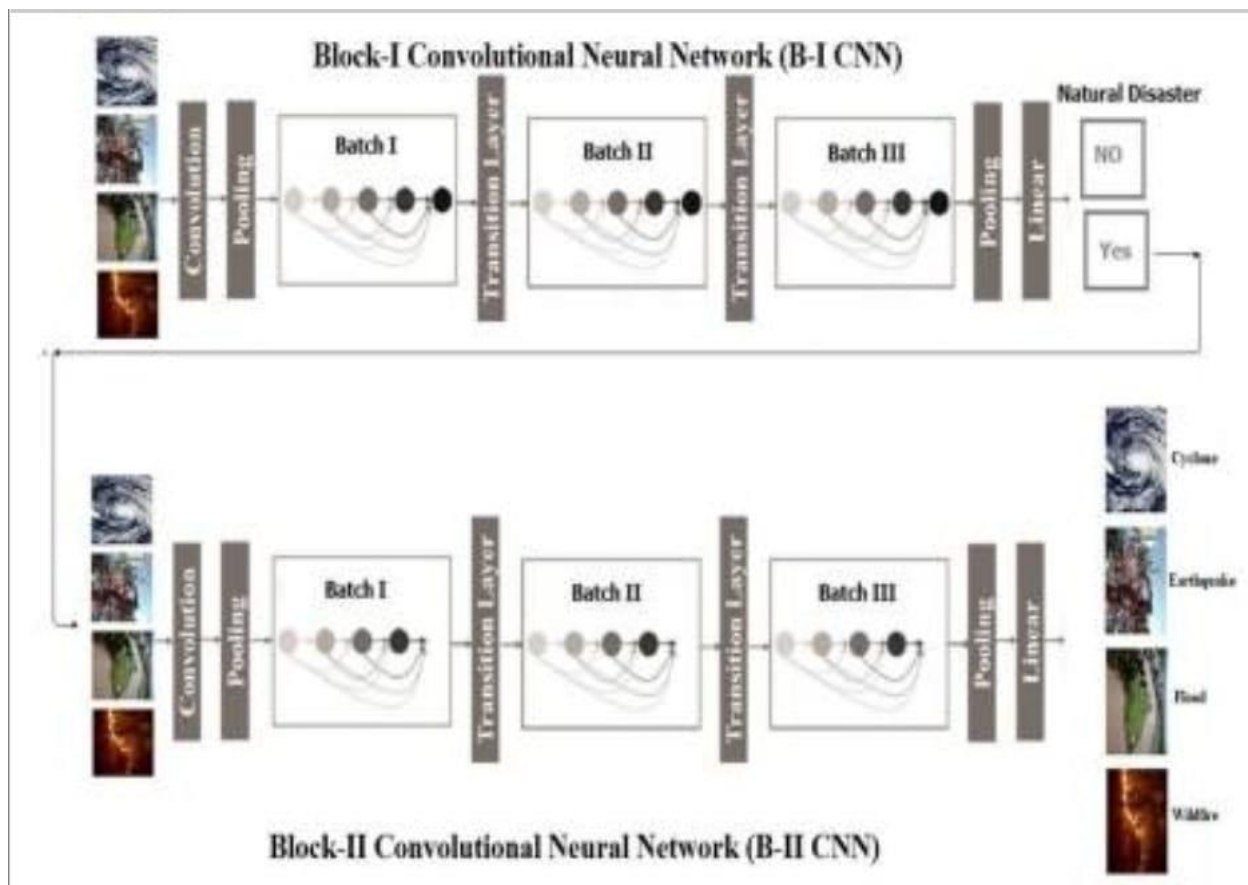 Block-I Convolutional Neural Network (B-I CNN)
Natural Disaster
Convolution
Pooling
Batch I
Transition Layer
Batch II
Transition Layer
Batch III
Pooling
Linear
NO
Yes
Convolution
Pooling
Batch I
Transition Layer
Batch II
Transition Layer
Batch III
Pooling
Linear
Cyclone
Earthquake
Flood
Wildfire
Block-II Convolutional Neural Network (B-II CNN)